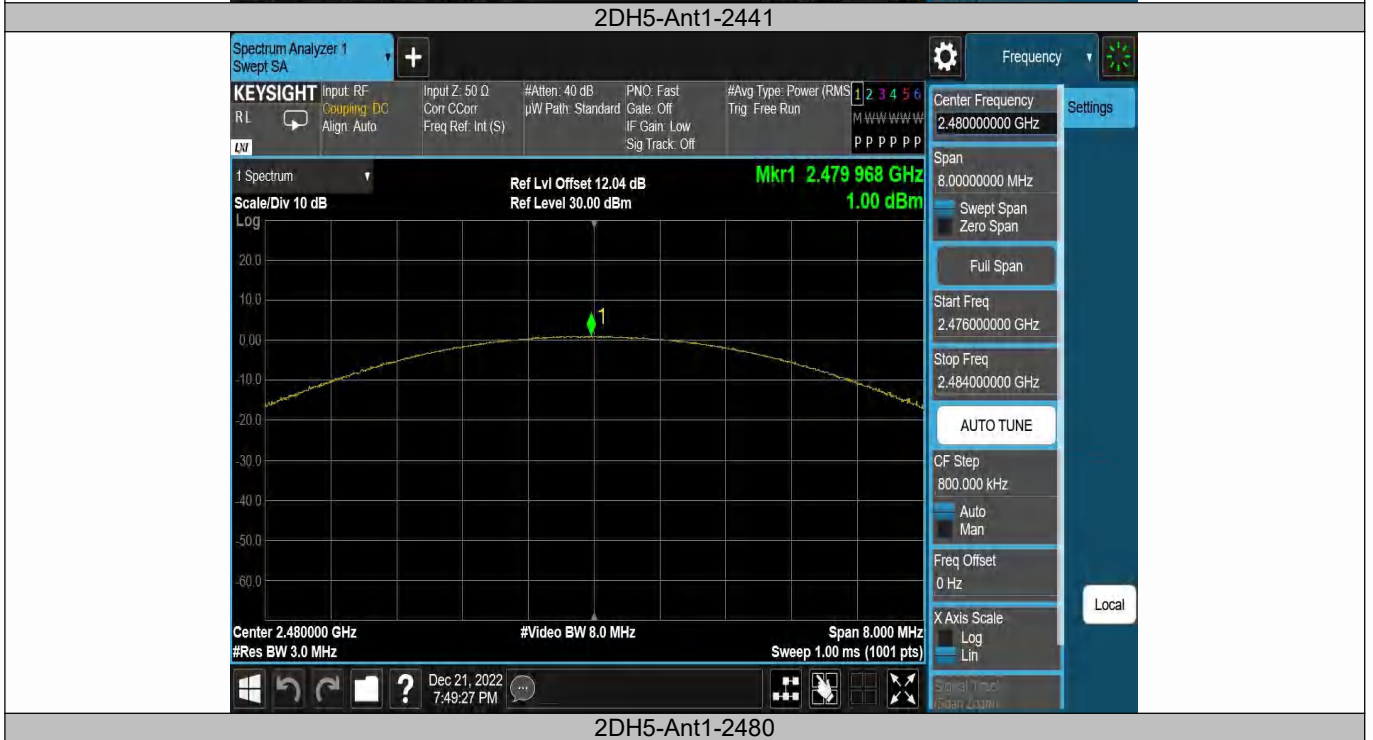 2DH5-Ant1-2441
Spectrum Analyzer 1
Swept SA
+
Frequency
KEYSIGHT
RL
LXI
Input: RF
Coupling: DC
Align: Auto
Input Z: 50 Ω
Corr CCorr
Freq Ref: Int (S)
#Atten: 40 dB
µW Path: Standard
PNO: Fast
Gate: Off
IF Gain: Low
Sig Track: Off
#Avg Type: Power (RMS
Trig: Free Run
1 2 3 4 5 6
M W W W W W
P P P P P P
Center Frequency
2.480000000 GHz
Settings
1 Spectrum
Scale/Div 10 dB
Ref Lvl Offset 12.04 dB
Ref Level 30.00 dBm
Mkr1 2.479 968 GHz
1.00 dBm
Span
8.00000000 MHz
Swept Span
Zero Span
Full Span
Start Freq
2.476000000 GHz
Stop Freq
2.484000000 GHz
AUTO TUNE
CF Step
800.000 kHz
Auto
Man
Freq Offset
0 Hz
X Axis Scale
Log
Lin
Local
Log
20.0
10.0
1
0.00
-10.0
-20.0
-30.0
-40.0
-50.0
-60.0
Center 2.480000 GHz
#Video BW 8.0 MHz
Span 8.000 MHz
#Res BW 3.0 MHz
Sweep 1.00 ms (1001 pts)
?
Dec 21, 2022
7:49:27 PM
2DH5-Ant1-2480